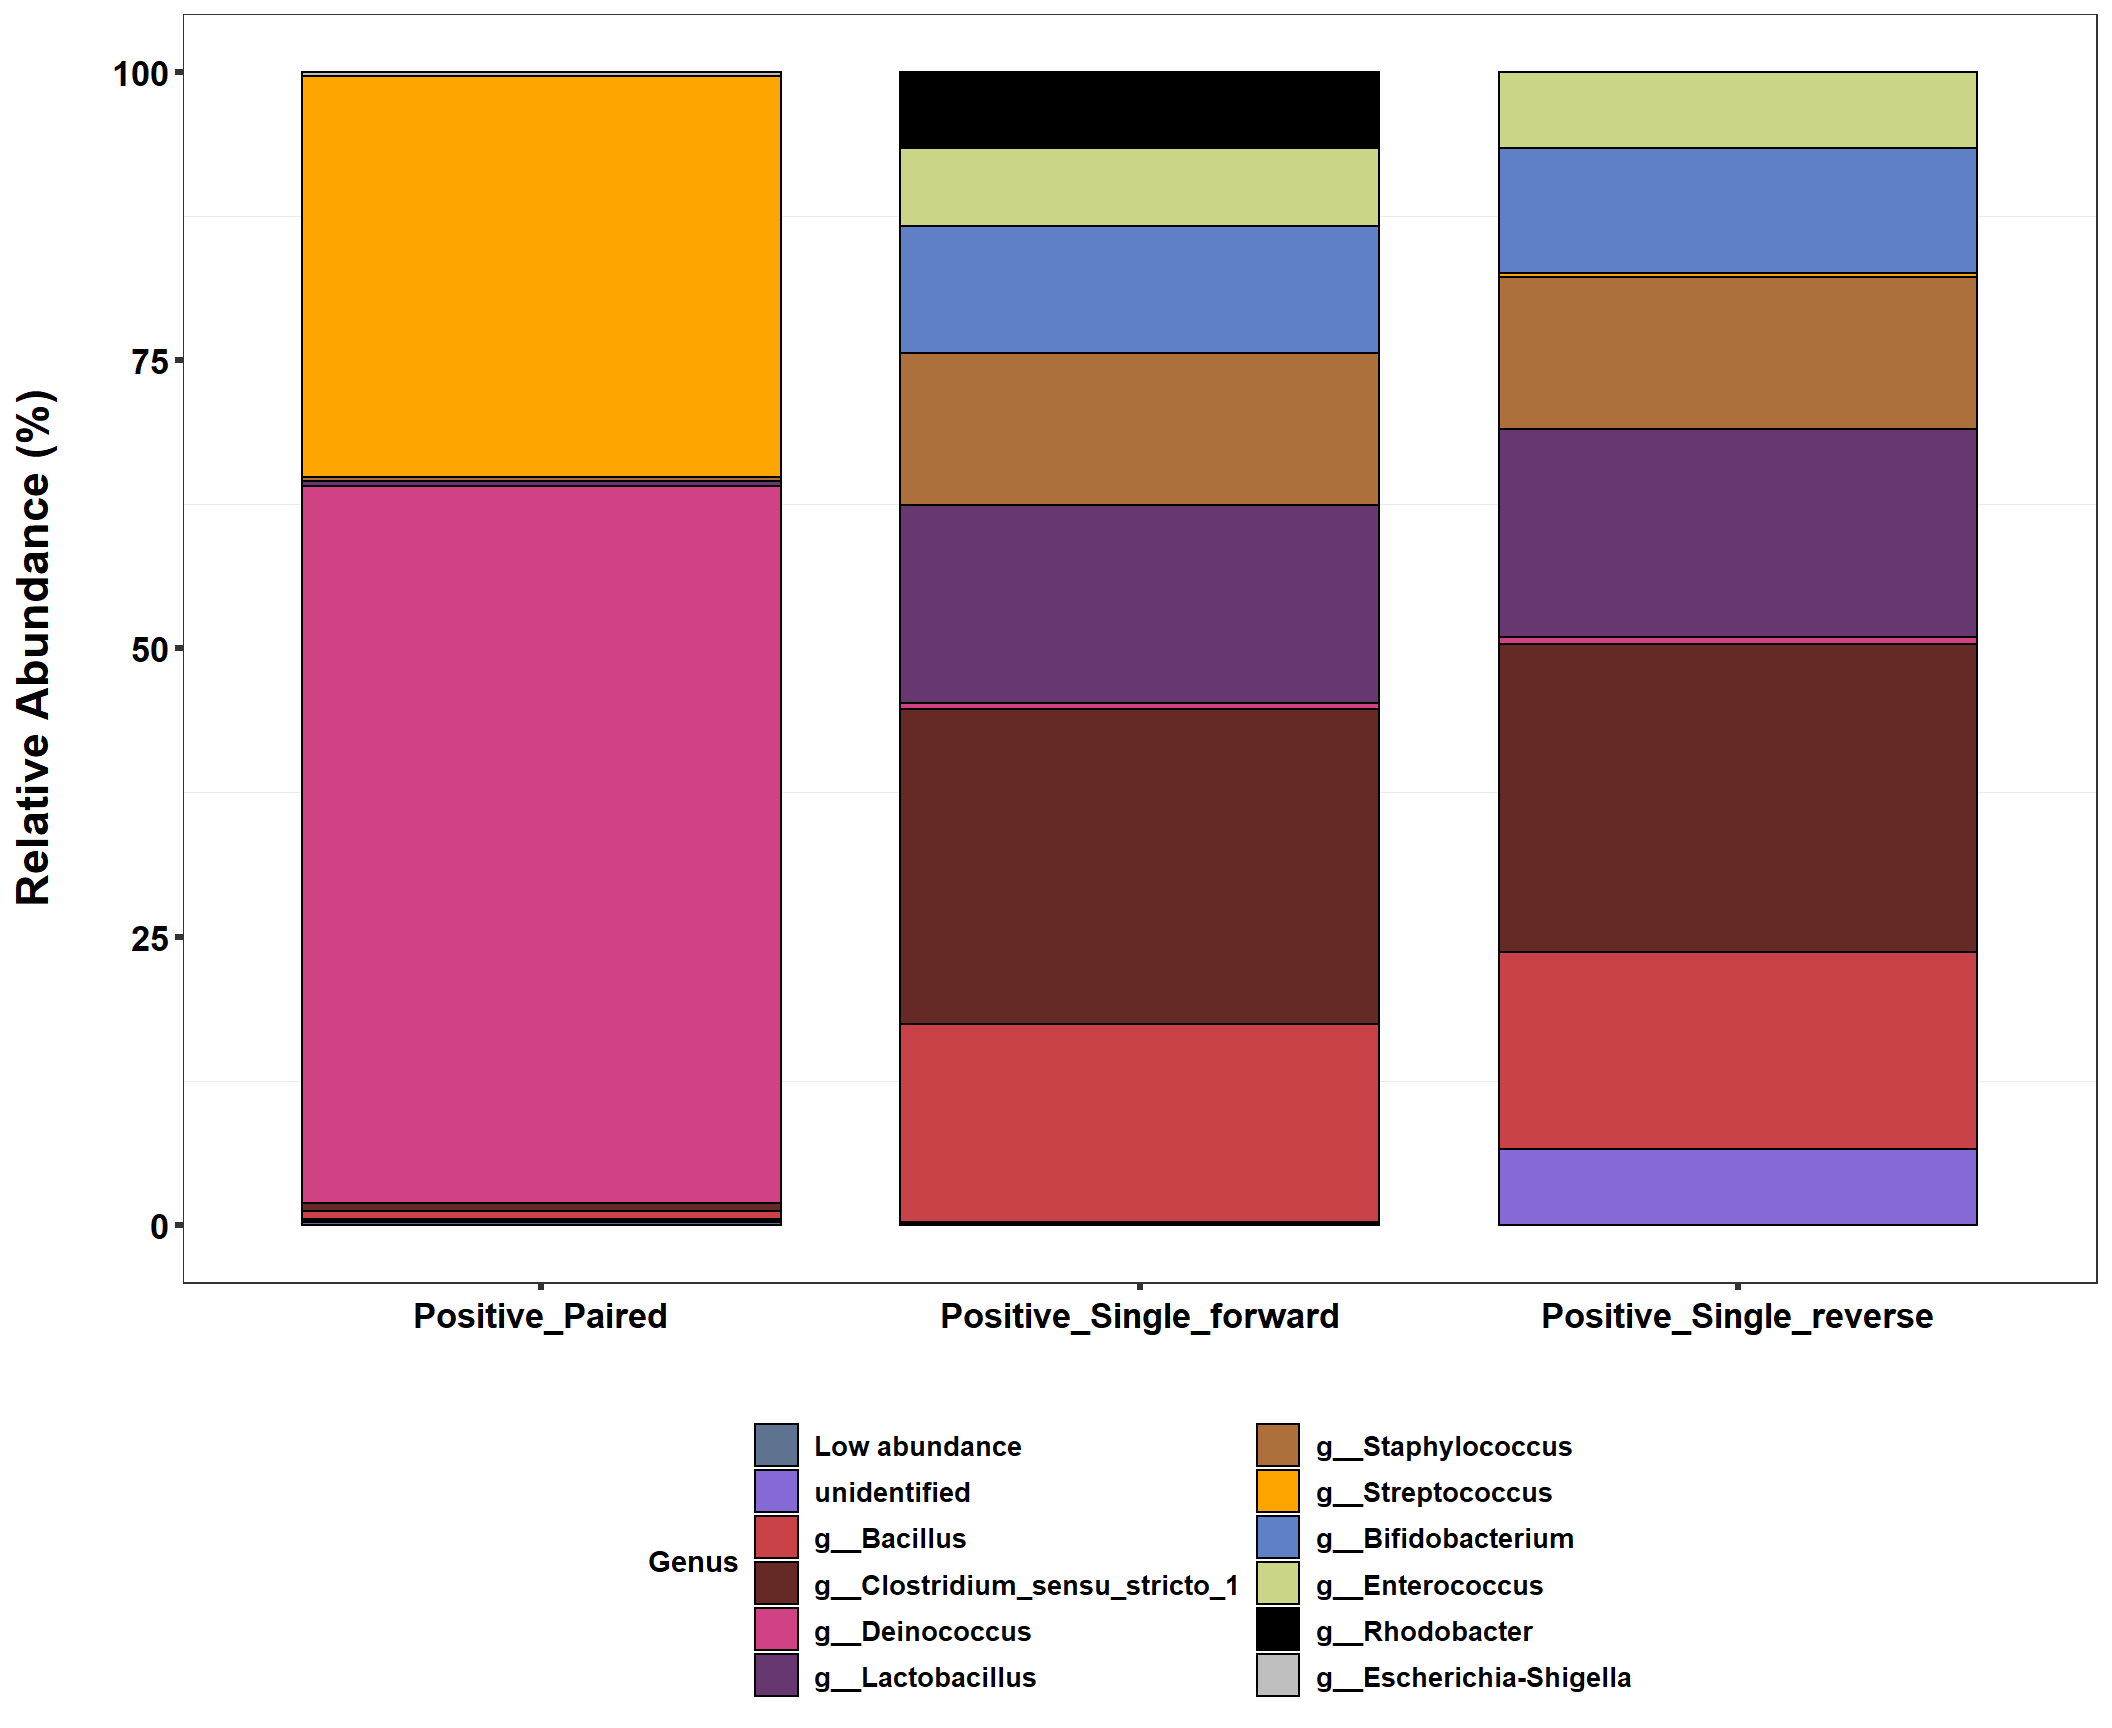 Relative Abundance (%)
100
75
50
25
0
Positive_Paired
Positive_Single_forward
Positive_Single_reverse
Genus
Low abundance
unidentified
g__Bacillus
g__Clostridium_sensu_stricto_1
g__Deinococcus
g__Lactobacillus
g__Staphylococcus
g__Streptococcus
g__Bifidobacterium
g__Enterococcus
g__Rhodobacter
g__Escherichia-Shigella